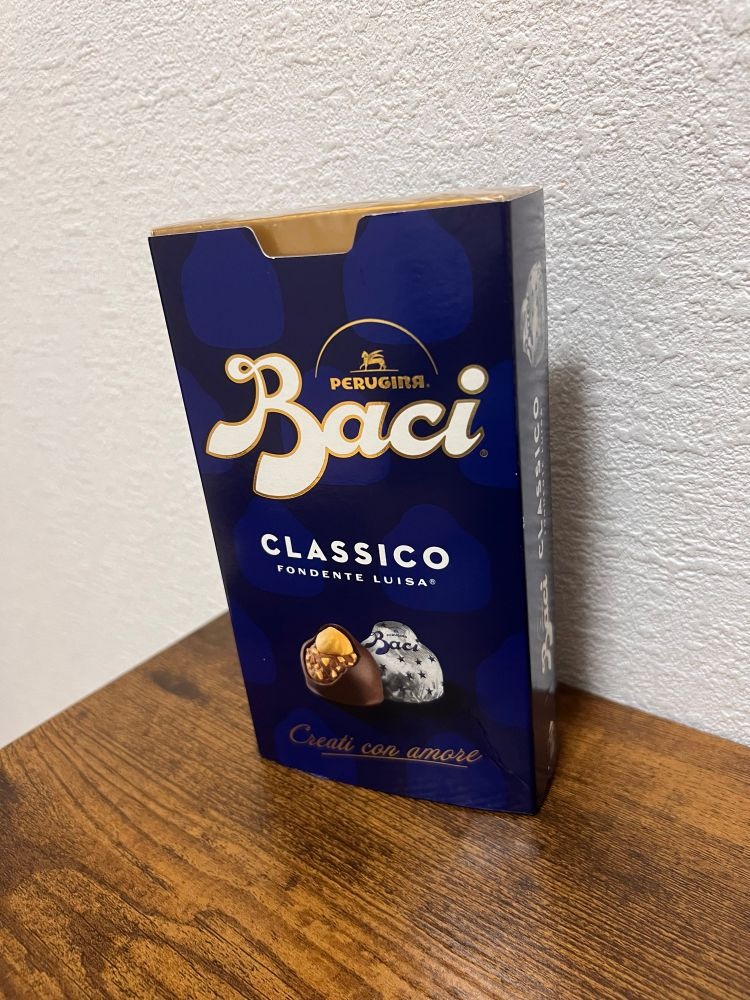 PERUGINA®
Baci®
CLASSICO
FONDENTE LUISA®
Baci
Creati con amore
Baci CLASSICO